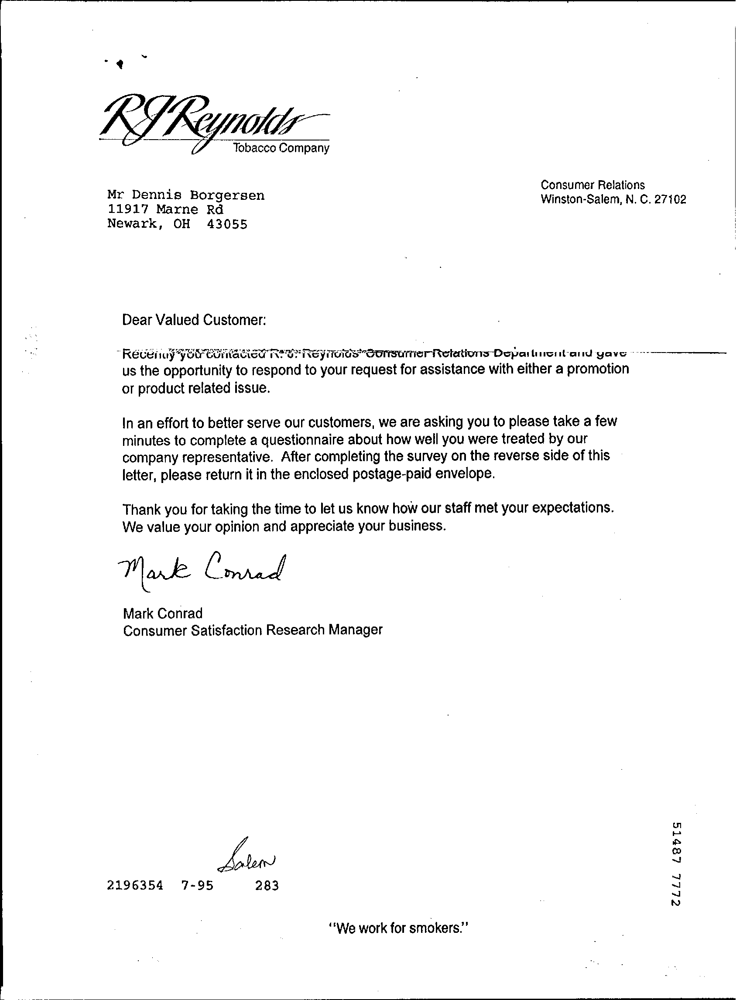 RJReynolds
Tobacco Company
Consumer Relations
Winston-Salem, N. C. 27102
Mr Dennis Borgersen
11917 Marne Rd
Newark, OH 43055
Dear Valued Customer:
Recently you contacted R. J. Reynolds' Consumer Relations Department and gave
us the opportunity to respond to your request for assistance with either a promotion
or product related issue.
In an effort to better serve our customers, we are asking you to please take a few
minutes to complete a questionnaire about how well you were treated by our
company representative. After completing the survey on the reverse side of this
letter, please return it in the enclosed postage-paid envelope.
Thank you for taking the time to let us know how our staff met your expectations.
We value your opinion and appreciate your business.
Mark Conrad
Mark Conrad
Consumer Satisfaction Research Manager
Salem
2196354 7-95 283
51487 7772
"We work for smokers."